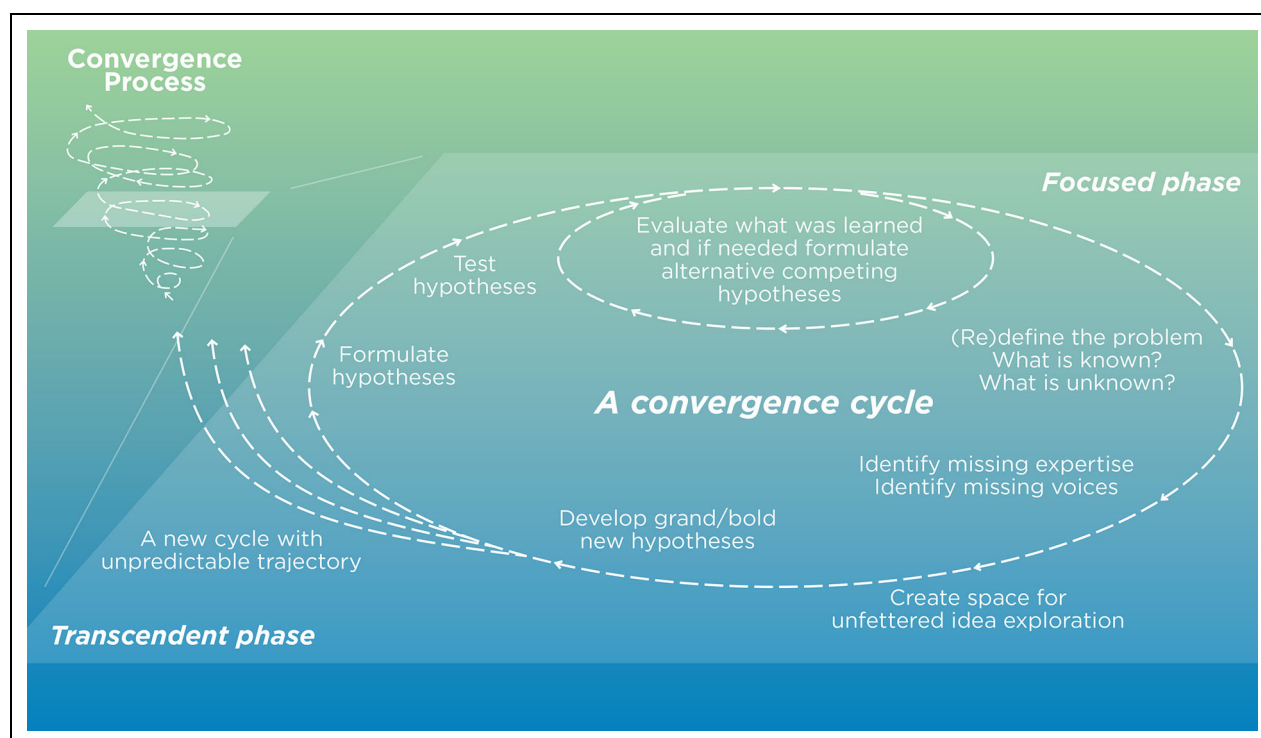 Convergence
Process
Focused phase
Evaluate what was learned
and if needed formulate
alternative competing
hypotheses
Test
hypotheses
(Re)define the problem
What is known?
What is unknown?
Formulate
hypotheses
A convergence cycle
Identify missing expertise
Identify missing voices
Develop grand/bold
new hypotheses
A new cycle with
unpredictable trajectory
Create space for
unfettered idea exploration
Transcendent phase